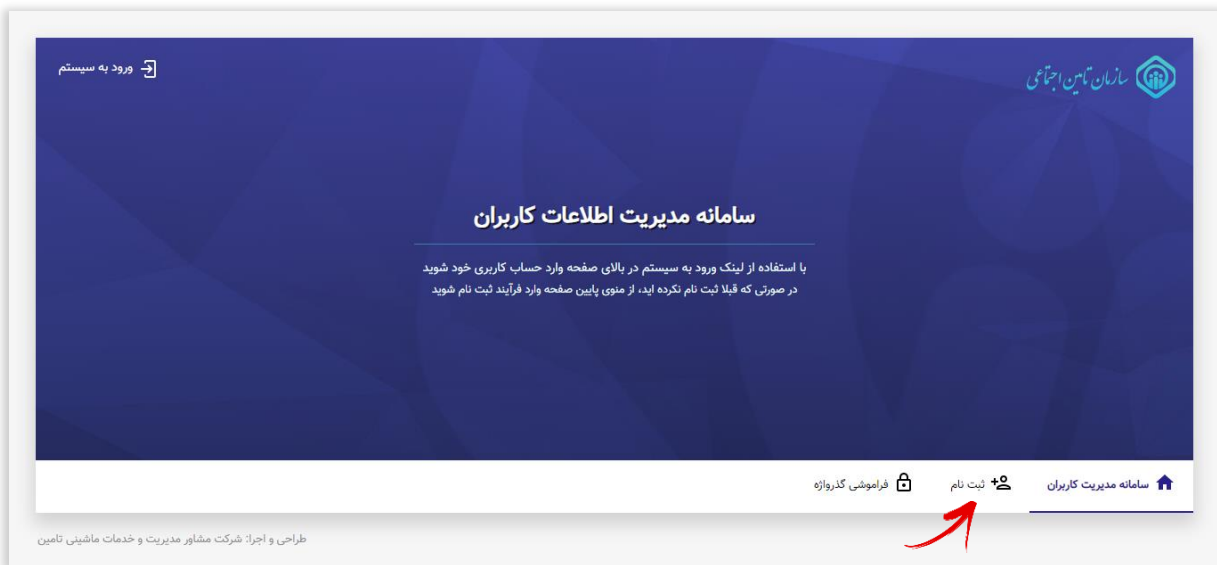 سازمان تامین اجتماعی
ورود به سیستم
سامانه مدیریت اطلاعات کاربران
با استفاده از لینک ورود به سیستم در بالای صفحه وارد حساب کاربری خود شوید
در صورتی که قبلا ثبت نام نکرده اید، از منوی پایین صفحه وارد فرآیند ثبت نام شوید
سامانه مدیریت کاربران
ثبت نام
فراموشی گذرواژه
طراحی و اجرا: شرکت مشاور مدیریت و خدمات ماشینی تامین